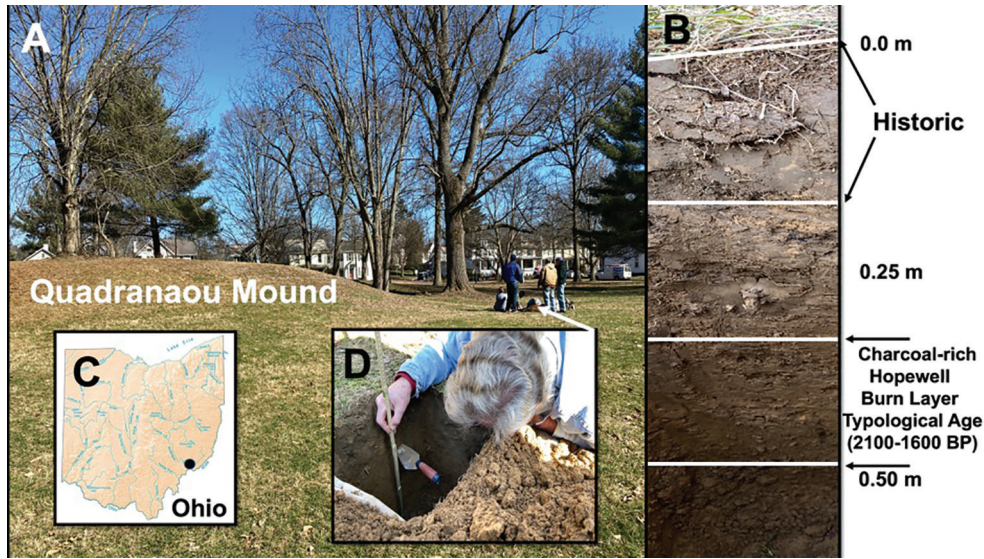 A
Quadranaou Mound
C
Lake Erie
Ohio
D
B
0.0 m
Historic
0.25 m
Charcoal-rich
Hopewell
Burn Layer
Typological Age
(2100-1600 BP)
0.50 m